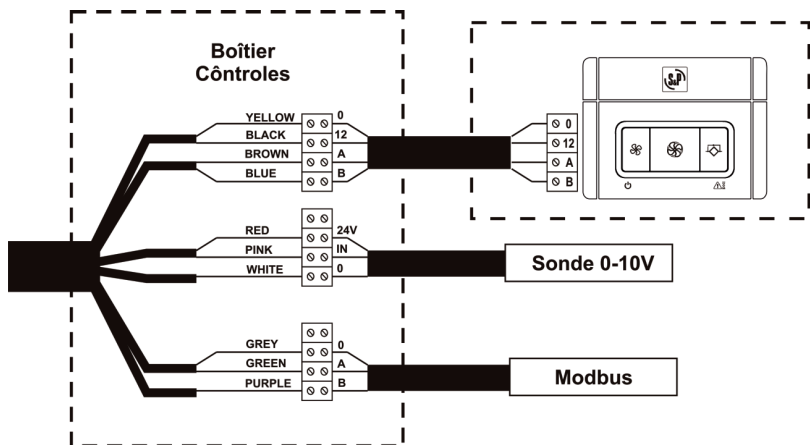 Boîtier
Côntroles
S&P
YELLOW 0
BLACK 12
BROWN A
BLUE B
0
12
A
B
RED 24V
PINK IN
WHITE 0
Sonde 0-10V
GREY 0
GREEN A
PURPLE B
Modbus